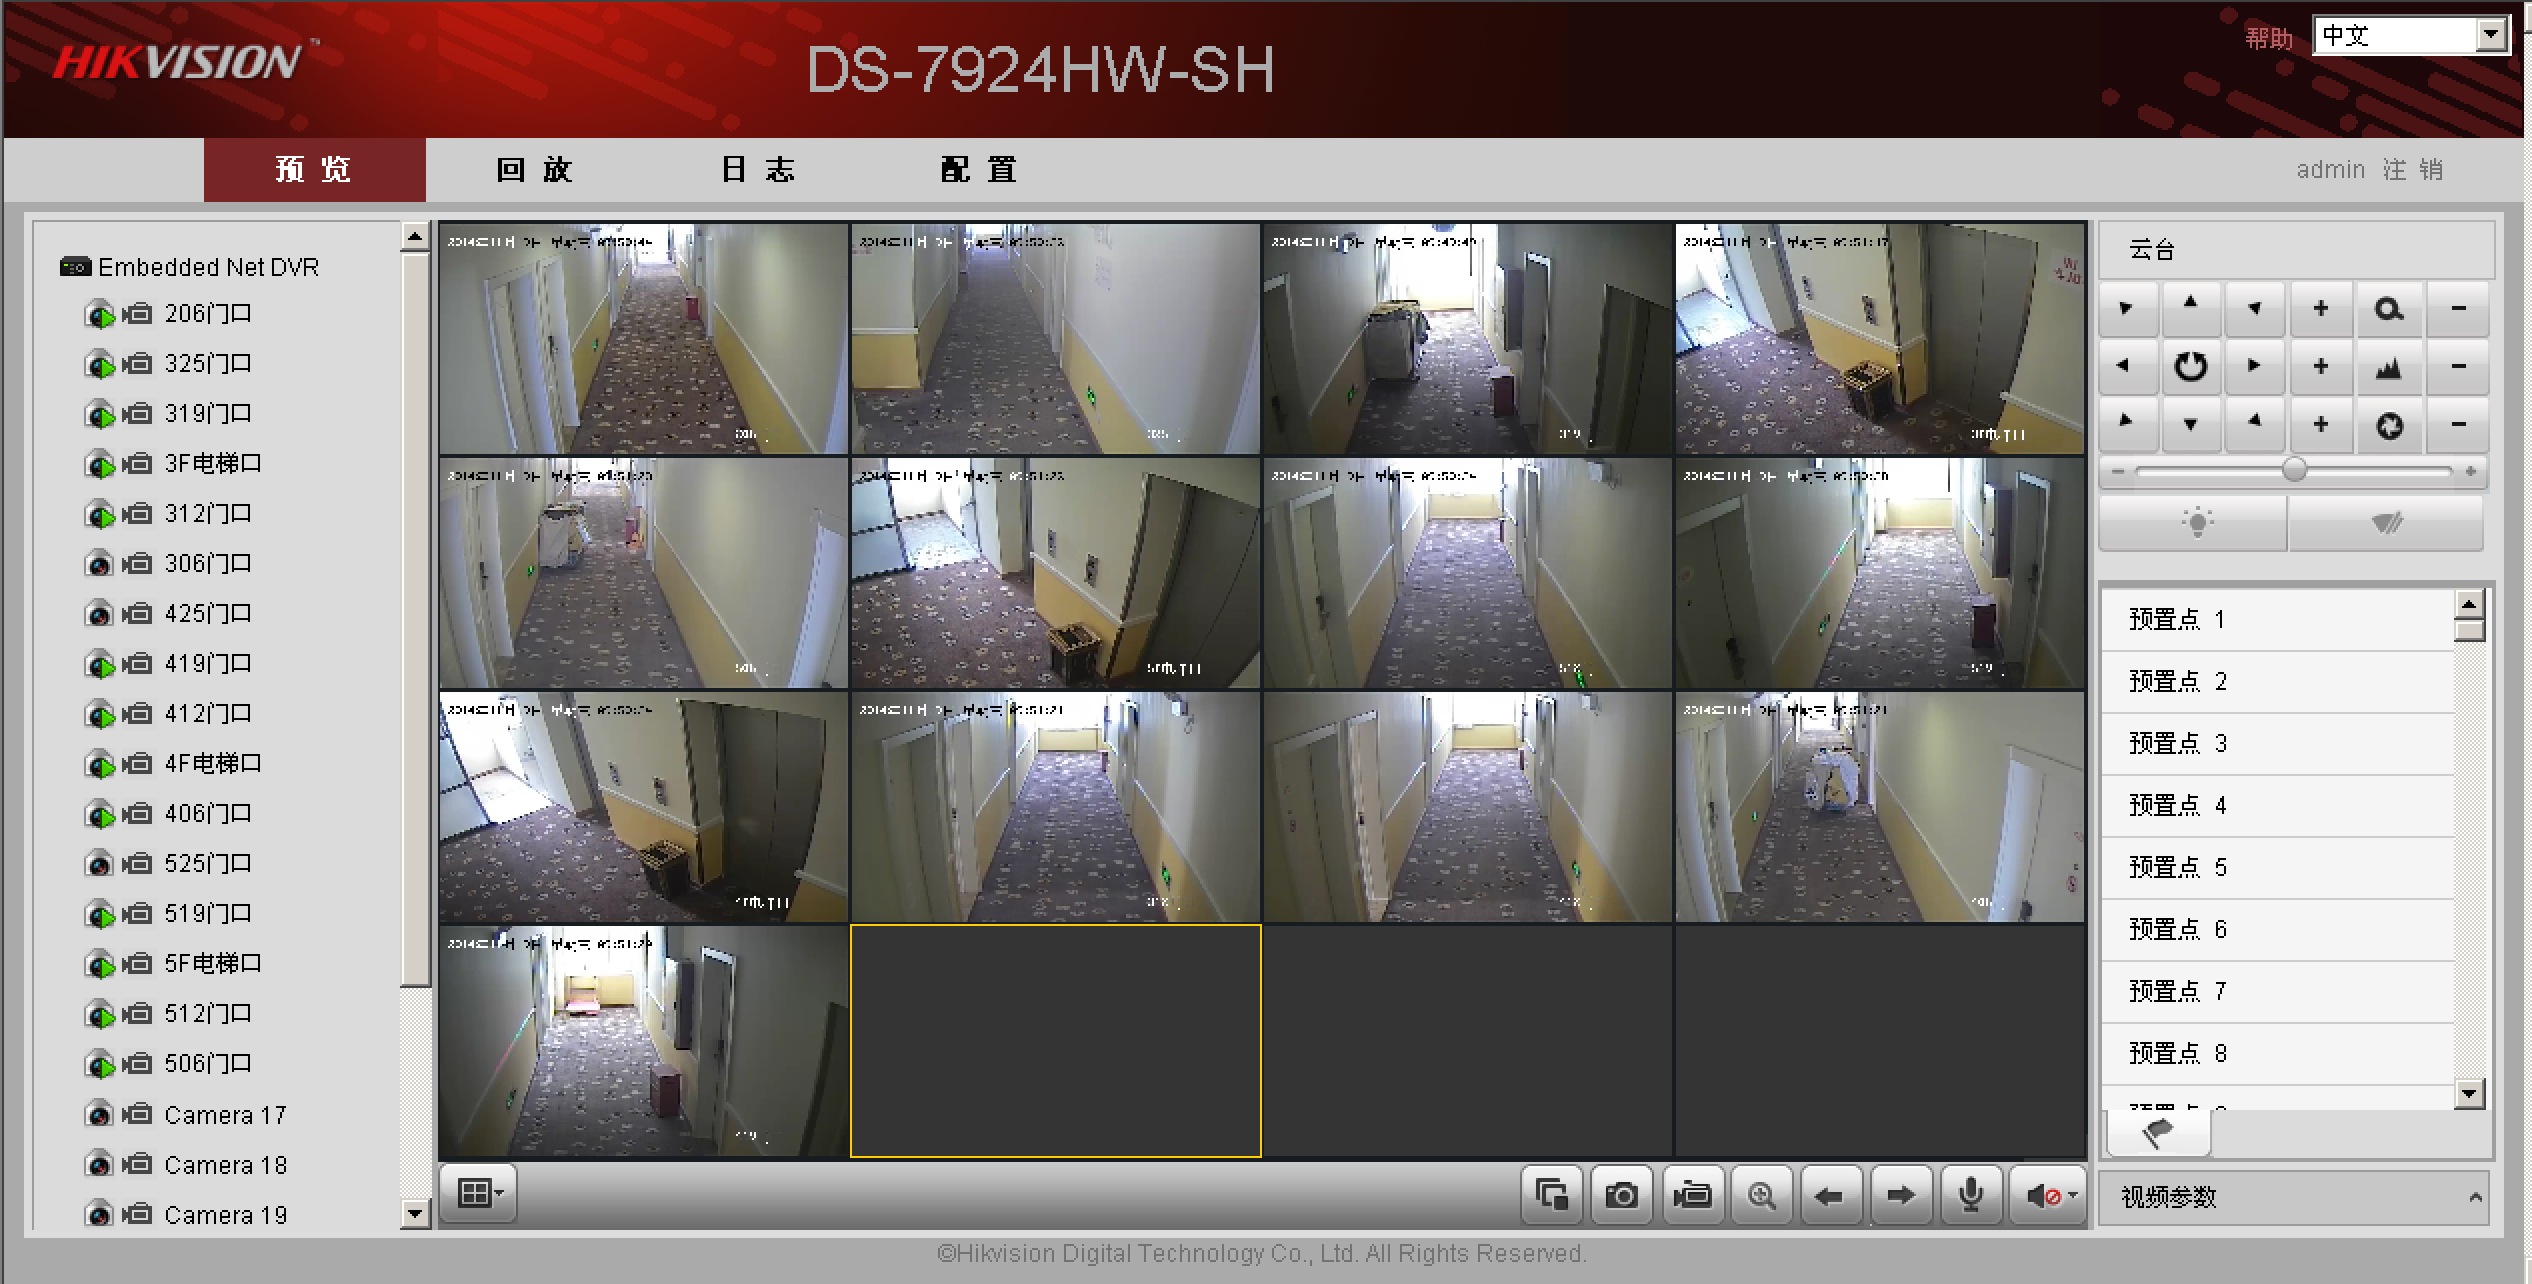 HIKVISION™
DS-7924HW-SH
帮助
中文
预览
回放
日志
配置
admin 注销
Embedded Net DVR
206门口
325门口
319门口
3F电梯口
312门口
306门口
425门口
419门口
412门口
4F电梯口
406门口
525门口
519门口
5F电梯口
512门口
506门口
Camera 17
Camera 18
Camera 19
云台
预置点 1
预置点 2
预置点 3
预置点 4
预置点 5
预置点 6
预置点 7
预置点 8
视频参数
©Hikvision Digital Technology Co., Ltd. All Rights Reserved.